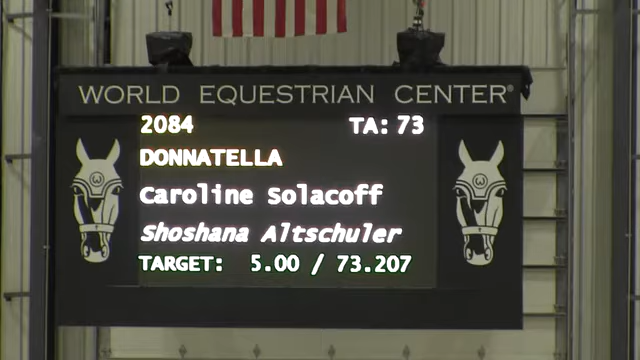 WORLD EQUESTRIAN CENTER®
2084 TA: 73
DONNATELLA
Caroline Solacoff
Shoshana Altschuler
TARGET: 5.00 / 73.207